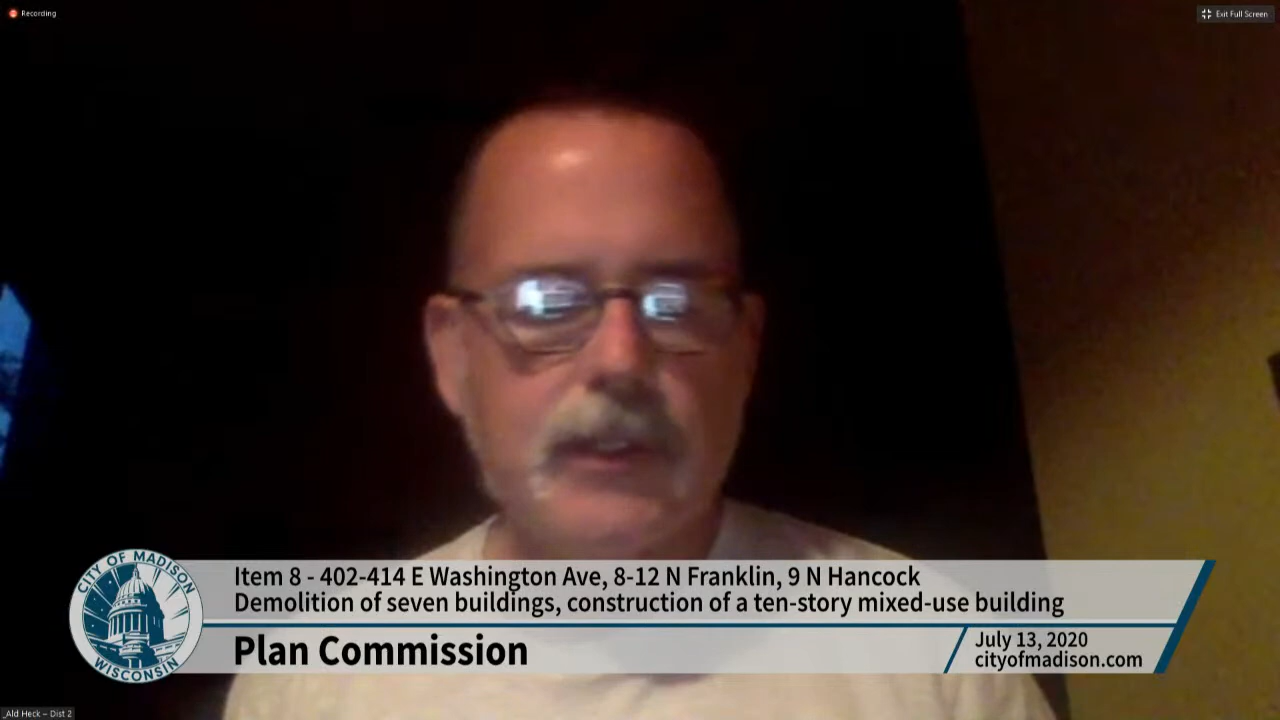 Recording
Exit Full Screen
CITY OF MADISON
WISCONSIN
Item 8 - 402-414 E Washington Ave, 8-12 N Franklin, 9 N Hancock
Demolition of seven buildings, construction of a ten-story mixed-use building
Plan Commission
July 13, 2020
cityofmadison.com
_Ald Heck – Dist 2